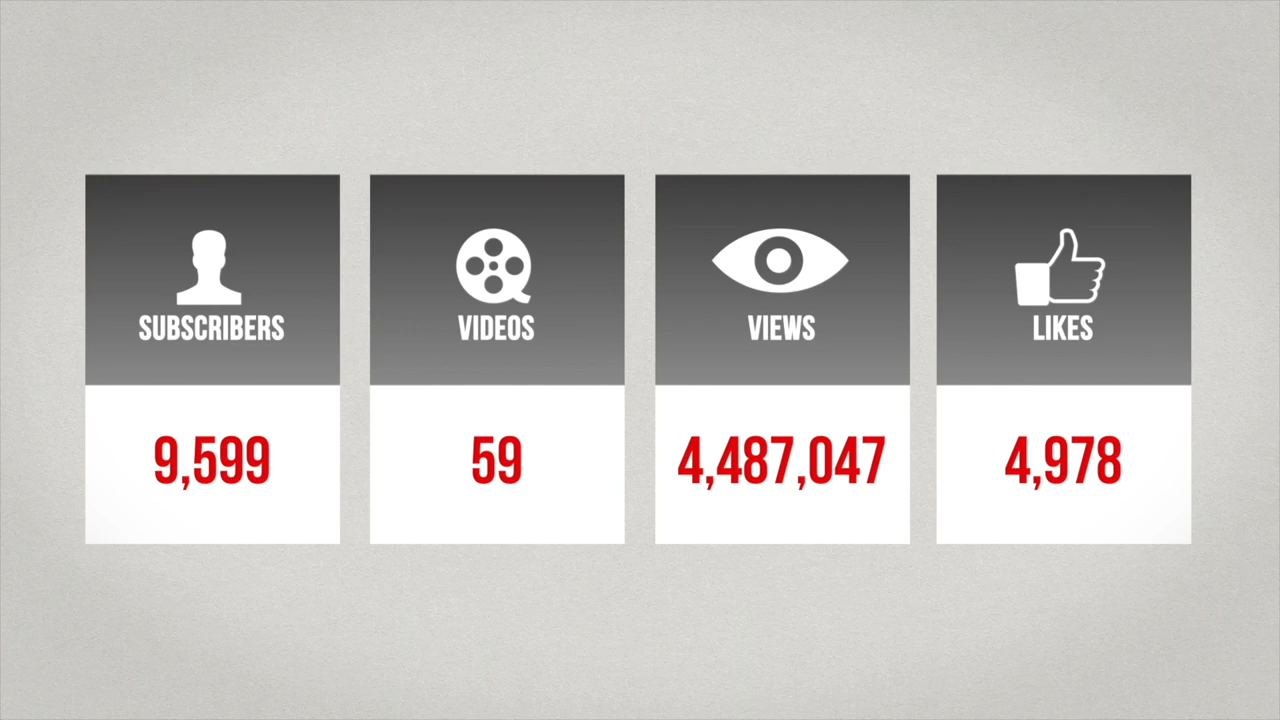 SUBSCRIBERS
9,599
VIDEOS
59
VIEWS
4,487,047
LIKES
4,978